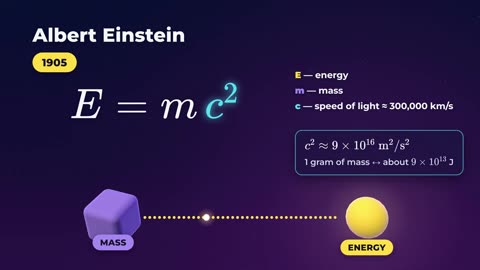 Albert Einstein
1905
E = m c²
E — energy
m — mass
c — speed of light ≈ 300,000 km/s
c² ≈ 9 × 10¹⁶ m²/s²
1 gram of mass ↔ about 9 × 10¹³ J
MASS
ENERGY